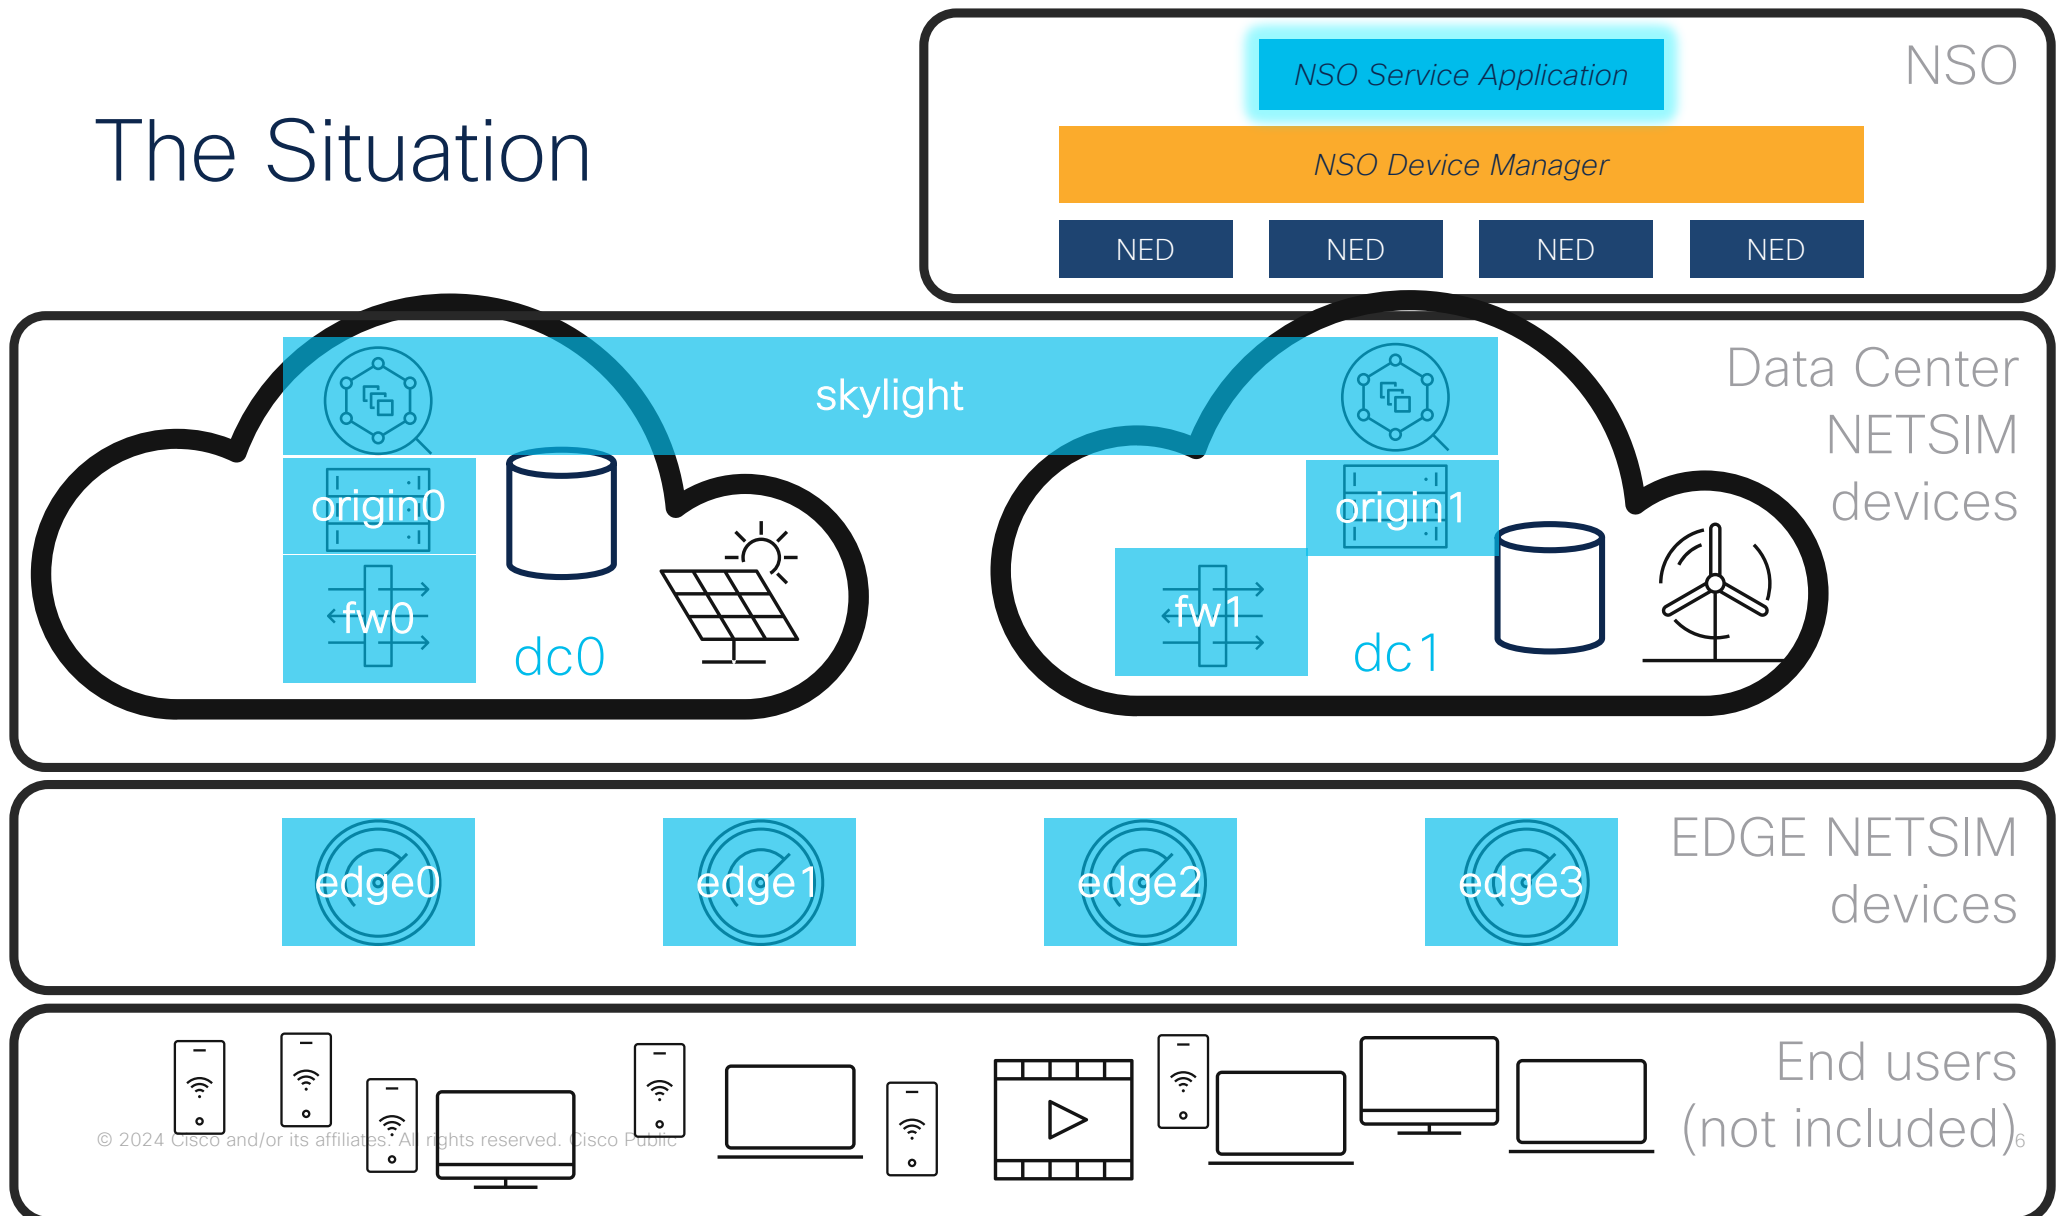 The Situation
NSO
NSO Service Application
NSO Device Manager
NED
NED
NED
NED
Data Center
NETSIM
devices
skylight
origin0
origin1
fw0
fw1
dc0
dc1
EDGE NETSIM
devices
edge0
edge1
edge2
edge3
End users
(not included)
© 2024 Cisco and/or its affiliates. All rights reserved. Cisco Public
6